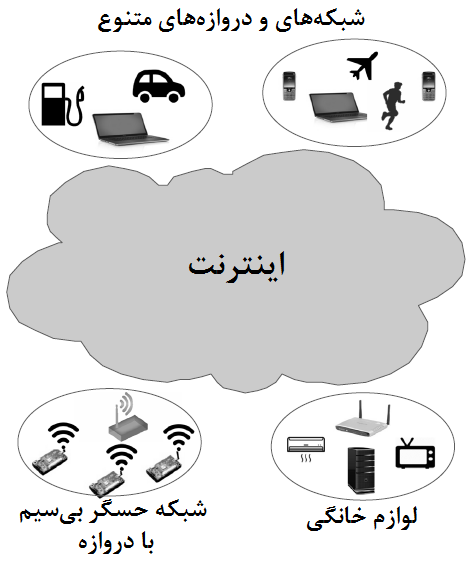 شبکه‌های و دروازه‌های متنوع
اینترنت
شبکه حسگر بی‌سیم
با دروازه
لوازم خانگی